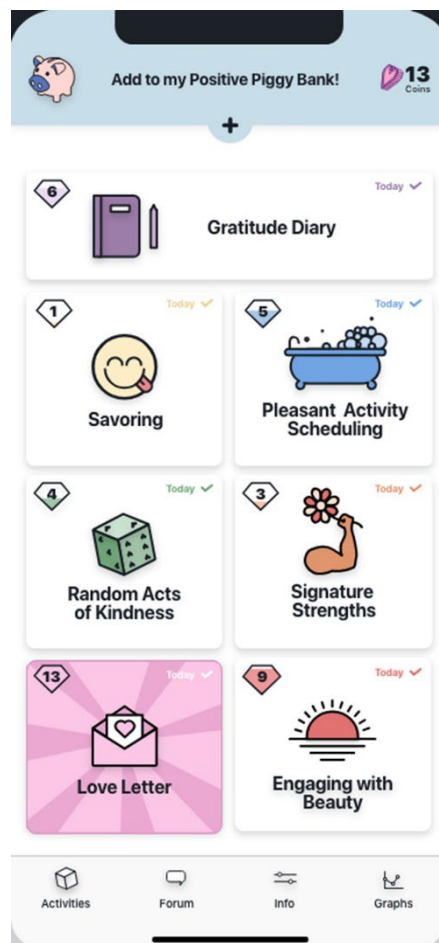 Add to my Positive Piggy Bank!
13
Coins
+
6
Today
Gratitude Diary
1
Today
Savoring
5
Today
Pleasant Activity
Scheduling
4
Today
Random Acts
of Kindness
3
Today
Signature
Strengths
13
Today
Love Letter
9
Today
Engaging with
Beauty
Activities
Forum
Info
Graphs